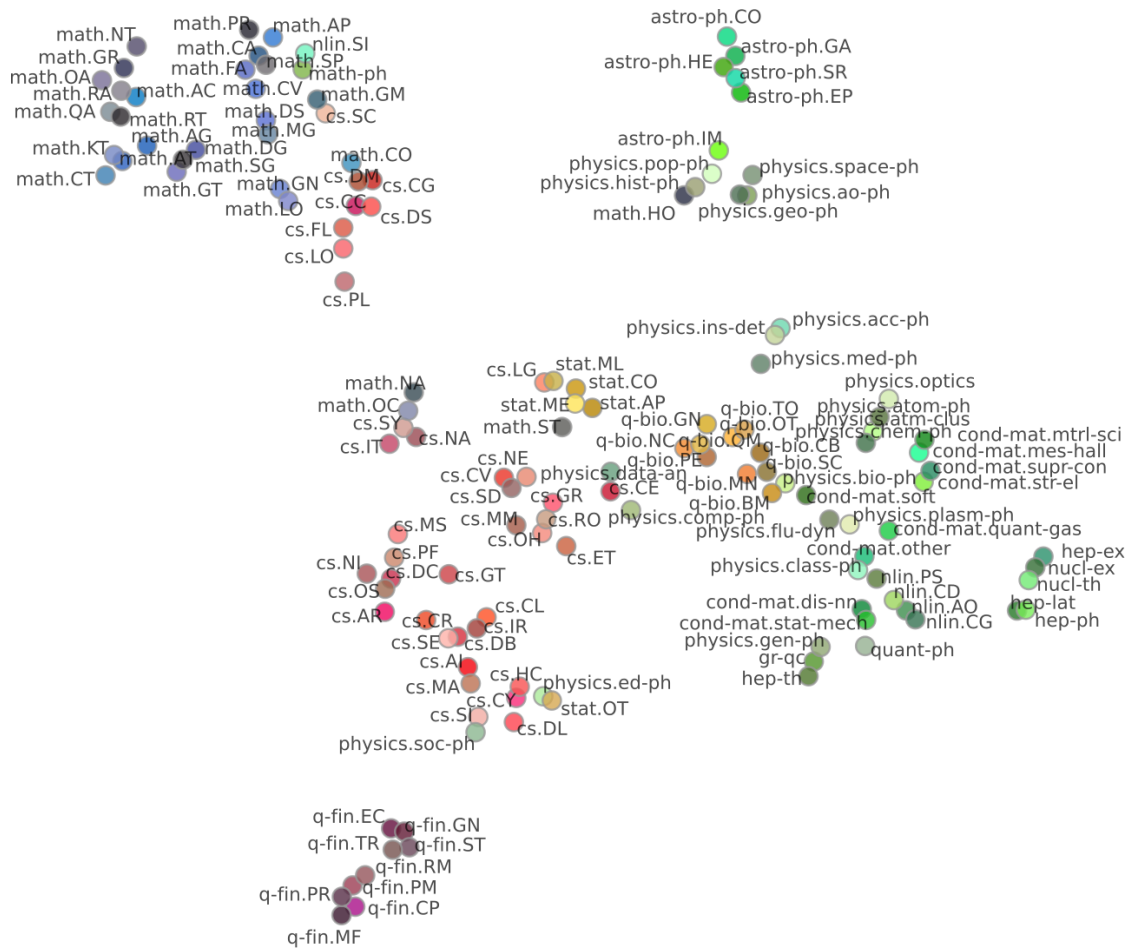 math.PR
math.AP
astro-ph.CO
math.NT
math.CA
nlin.SI
astro-ph.GA
math.GR
math.SP
astro-ph.HE
math.FA
math-ph
astro-ph.SR
math.OA
math.RA
math.AC
math.CV
math.GM
astro-ph.EP
math.QA
math.RT
math.DS
cs.SC
math.MG
math.AG
astro-ph.IM
math.KT
math.AT
math.DG
math.SG
math.CO
physics.pop-ph
physics.space-ph
math.CT
math.GT
math.GN
cs.DM
cs.CG
physics.hist-ph
physics.ao-ph
math.LO
cs.CC
cs.DS
math.HO
physics.geo-ph
cs.FL
cs.LO
cs.PL
physics.ins-det
physics.acc-ph
physics.med-ph
cs.LG
stat.ML
math.NA
stat.CO
physics.optics
math.OC
stat.ME
stat.AP
q-bio.TO
physics.atom-ph
cs.SY
math.ST
q-bio.GN
q-bio.OT
physics.atm-clus
cs.IT
cs.NA
q-bio.NC
q-bio.QM
q-bio.CB
physics.chem-ph
cond-mat.mtrl-sci
cond-mat.mes-hall
cs.NE
q-bio.PE
q-bio.SC
cond-mat.supr-con
cs.CV
physics.data-an
q-bio.MN
physics.bio-ph
cond-mat.str-el
cs.SD
cs.GR
cs.CE
q-bio.BM
cond-mat.soft
cs.MM
cs.RO
physics.comp-ph
physics.flu-dyn
physics.plasm-ph
cs.MS
cs.OH
cond-mat.quant-gas
cs.PF
cs.ET
cond-mat.other
hep-ex
cs.NI
cs.DC
cs.GT
physics.class-ph
nucl-ex
cs.OS
nlin.PS
nucl-th
cs.AR
cs.CR
cs.CL
cond-mat.dis-nn
nlin.CD
nlin.AO
hep-lat
cs.SE
cs.IR
cond-mat.stat-mech
nlin.CG
hep-ph
cs.DB
physics.gen-ph
quant-ph
cs.AI
gr-qc
cs.MA
cs.HC
physics.ed-ph
hep-th
cs.CY
stat.OT
cs.SI
cs.DL
physics.soc-ph
q-fin.EC
q-fin.GN
q-fin.TR
q-fin.ST
q-fin.RM
q-fin.PM
q-fin.PR
q-fin.CP
q-fin.MF